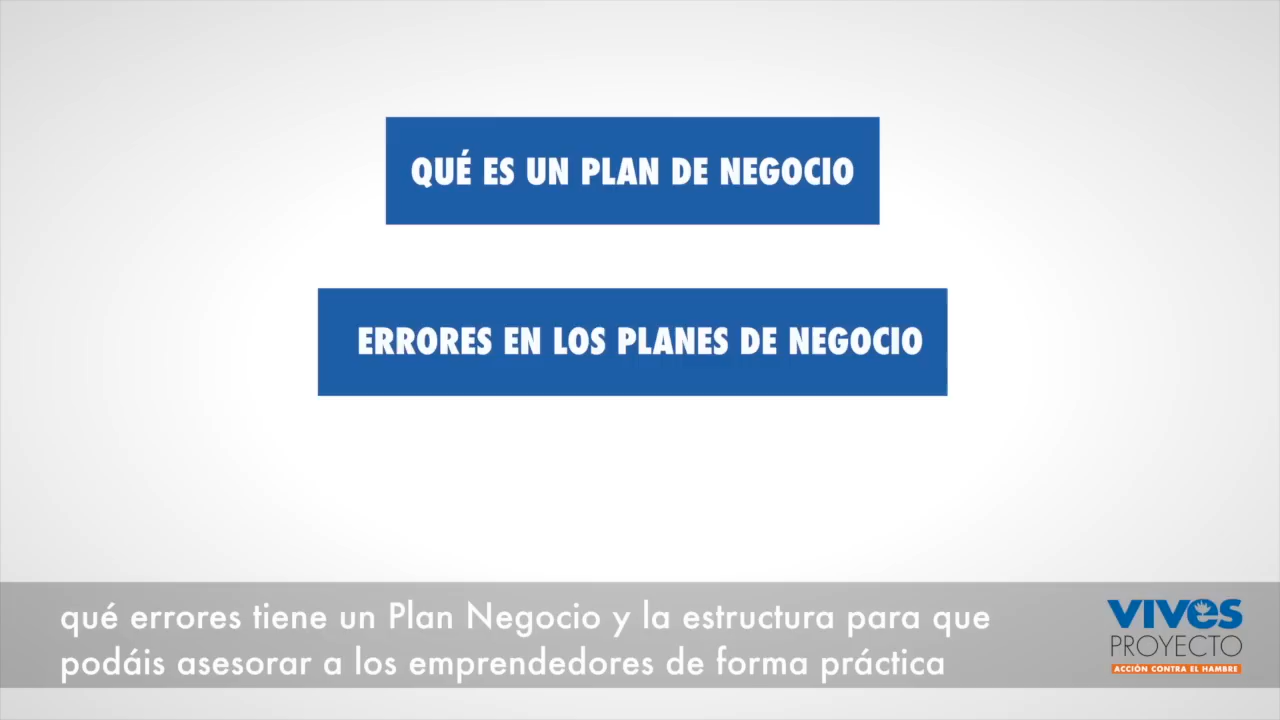 QUÉ ES UN PLAN DE NEGOCIO
ERRORES EN LOS PLANES DE NEGOCIO
qué errores tiene un Plan Negocio y la estructura para que
podáis asesorar a los emprendedores de forma práctica
VIVES
PROYECTO
ACCIÓN CONTRA EL HAMBRE